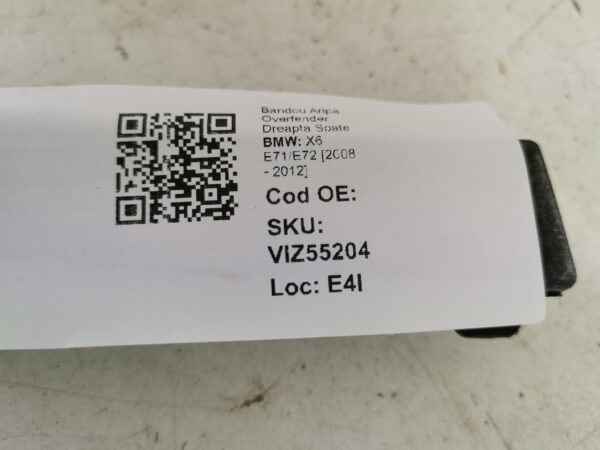 Bandou Aripa
Overfender
Dreapta Spate
BMW: X6
E71/E72 [2008
- 2012]
Cod OE:
SKU:
VIZ55204
Loc: E4I